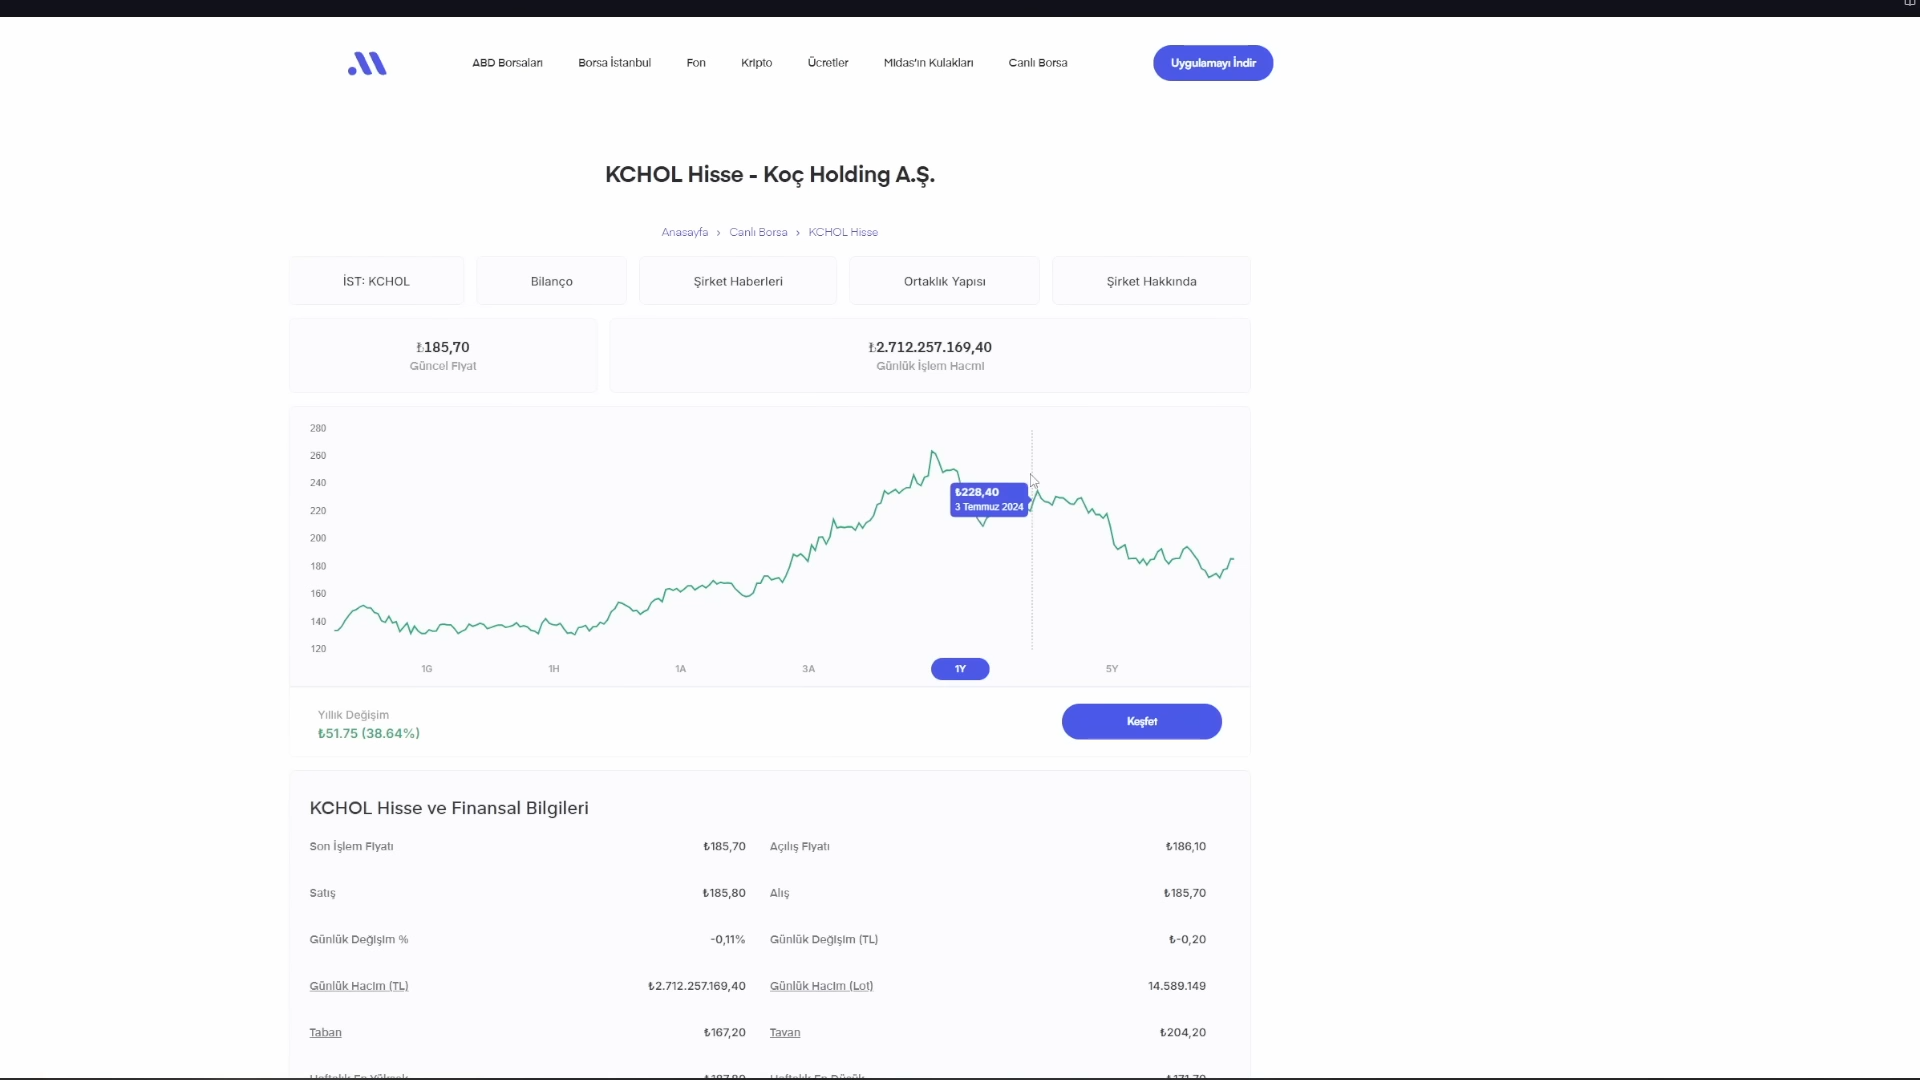 ABD Borsaları Borsa İstanbul Fon Kripto Ücretler Midas'ın Kulakları Canlı Borsa Uygulamayı İndir
KCHOL Hisse - Koç Holding A.Ş.
Anasayfa › Canlı Borsa › KCHOL Hisse
İST: KCHOL Bilanço Şirket Haberleri Ortaklık Yapısı Şirket Hakkında
₺185,70 ₺2.712.257.169,40
Güncel Fiyat Günlük İşlem Hacmi
280
260
240
₺228,40
3 Temmuz 2024
220
200
180
160
140
120
1G 1H 1A 3A 1Y 5Y
Yıllık Değişim
₺51.75 (38.64%)
Keşfet
KCHOL Hisse ve Finansal Bilgileri
Son İşlem Fiyatı ₺185,70 Açılış Fiyatı ₺186,10
Satış ₺185,80 Alış ₺185,70
Günlük Değişim % -0,11% Günlük Değişim (TL) ₺-0,20
Günlük Hacim (TL) ₺2.712.257.169,40 Günlük Hacim (Lot) 14.589.149
Taban ₺167,20 Tavan ₺204,20